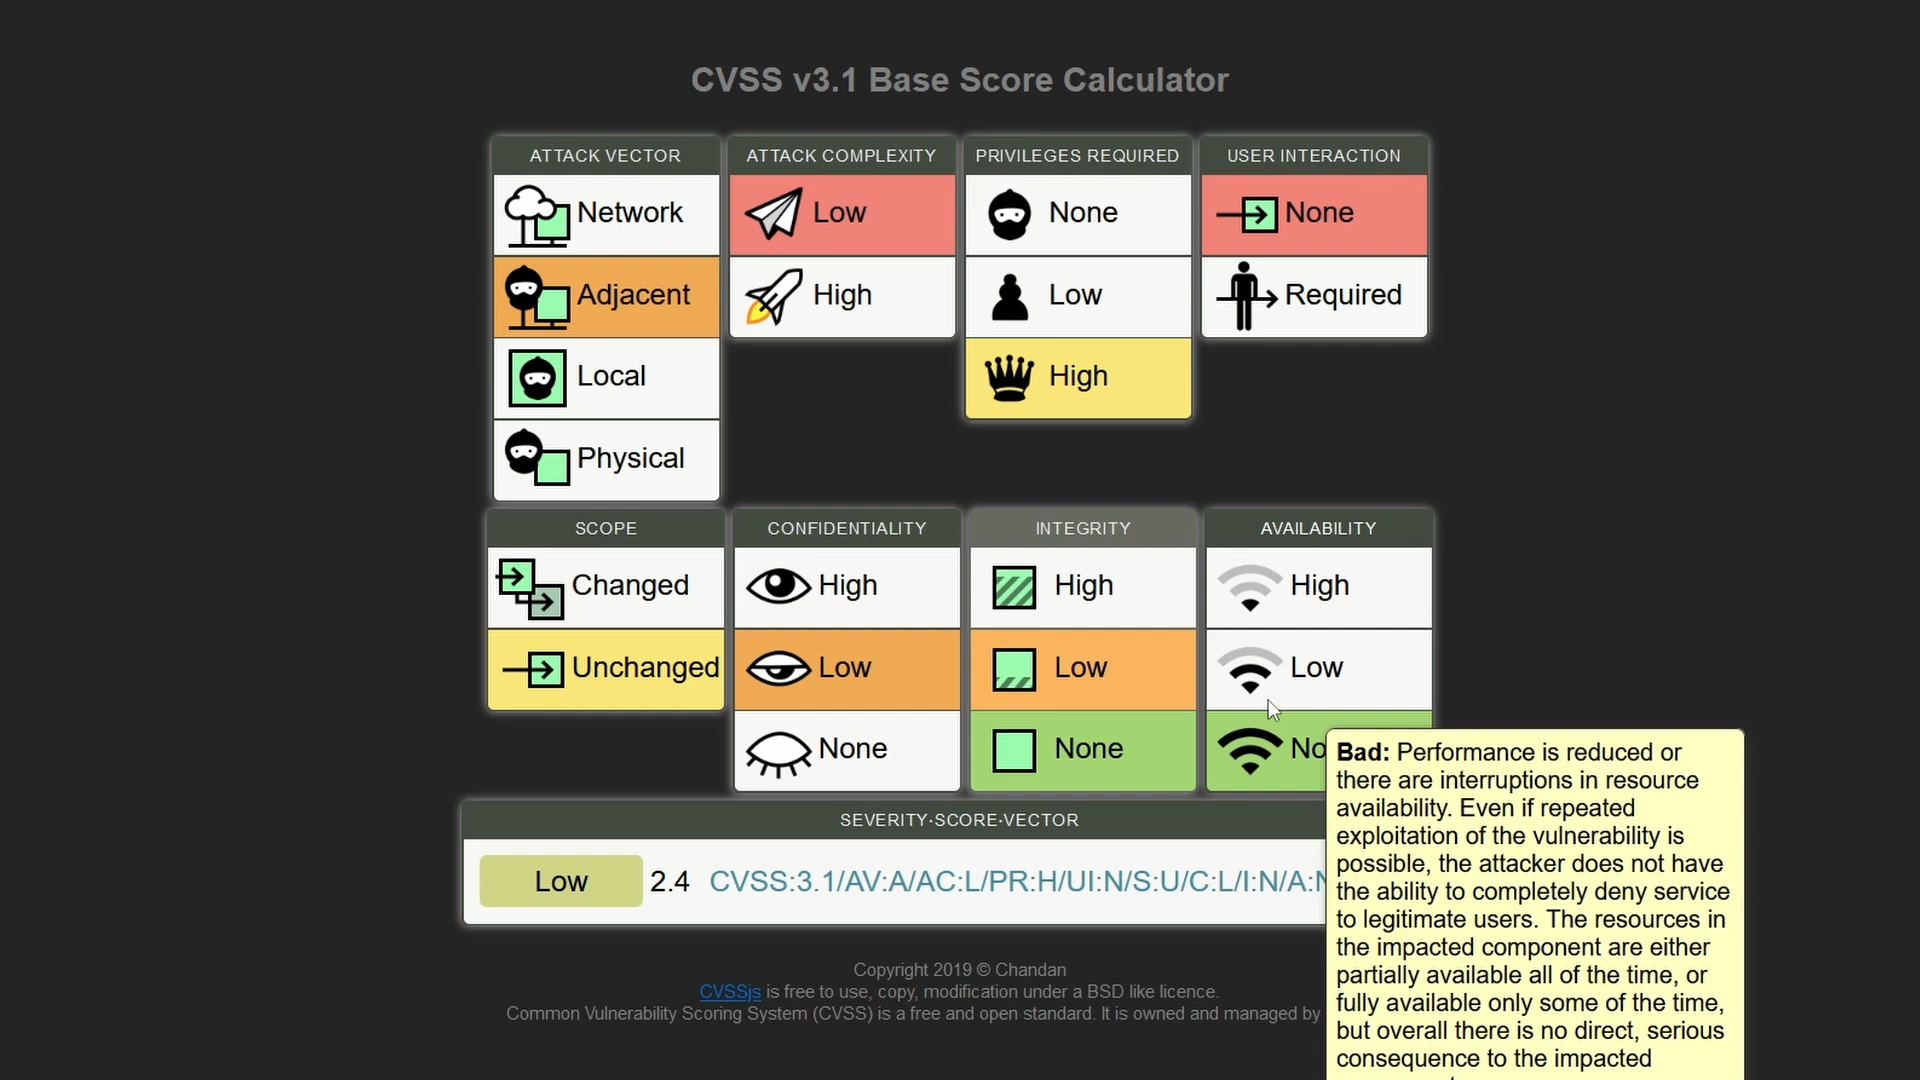 CVSS v3.1 Base Score Calculator
ATTACK VECTOR
Network
Adjacent
Local
Physical
ATTACK COMPLEXITY
Low
High
PRIVILEGES REQUIRED
None
Low
High
USER INTERACTION
None
Required
SCOPE
Changed
Unchanged
CONFIDENTIALITY
High
Low
None
INTEGRITY
High
Low
None
AVAILABILITY
High
Low
No
Bad: Performance is reduced or
there are interruptions in resource
availability. Even if repeated
exploitation of the vulnerability is
possible, the attacker does not have
the ability to completely deny service
to legitimate users. The resources in
the impacted component are either
partially available all of the time, or
fully available only some of the time,
but overall there is no direct, serious
consequence to the impacted
SEVERITY·SCORE·VECTOR
Low 2.4 CVSS:3.1/AV:A/AC:L/PR:H/UI:N/S:U/C:L/I:N/A:N
Copyright 2019 © Chandan
CVSSjs is free to use, copy, modification under a BSD like licence.
Common Vulnerability Scoring System (CVSS) is a free and open standard. It is owned and managed by